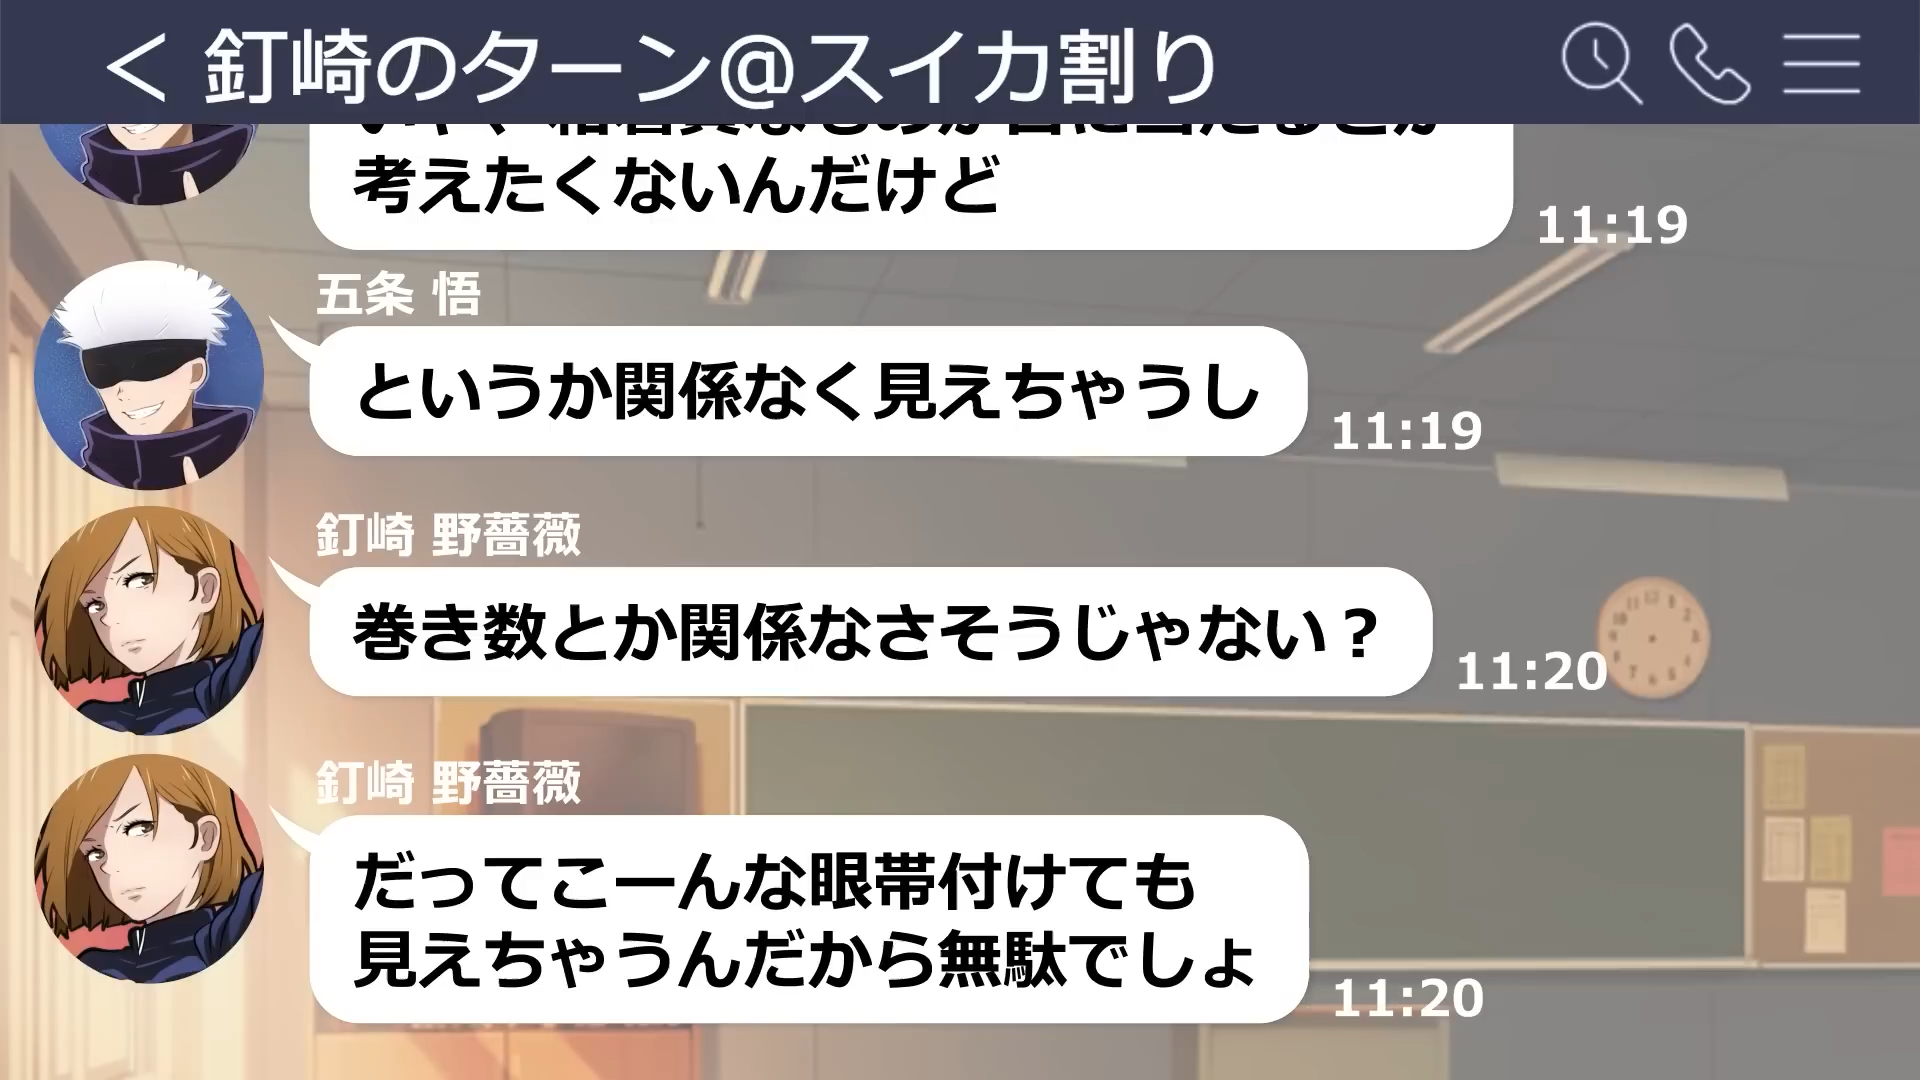 < 釘崎のターン@スイカ割り
考えたくないんだけど
11:19
五条 悟
というか関係なく見えちゃうし
11:19
釘崎 野薔薇
巻き数とか関係なさそうじゃない？
11:20
釘崎 野薔薇
だってこーんな眼帯付けても
見えちゃうんだから無駄でしょ
11:20